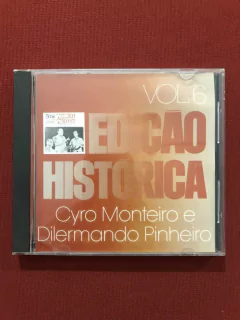 VOL. 6
EDIÇÃO
HISTÓRICA
Cyro Monteiro e
Dilermando Pinheiro